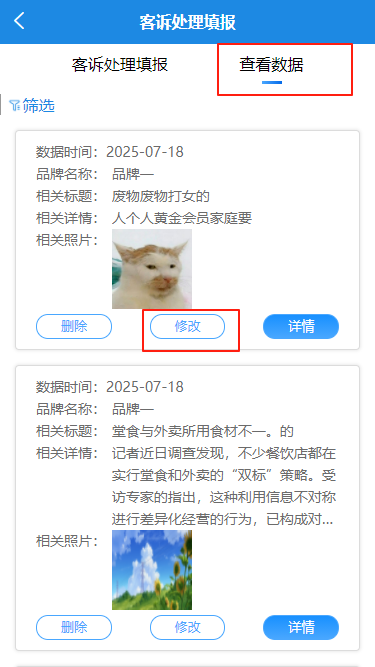 客诉处理填报
客诉处理填报
查看数据
筛选
数据时间：2025-07-18
品牌名称： 品牌一
相关标题： 废物废物打女的
相关详情： 人个人黄金会员家庭要
相关照片：
删除
修改
详情
数据时间：2025-07-18
品牌名称： 品牌一
相关标题： 堂食与外卖所用食材不一。的
相关详情： 记者近日调查发现，不少餐饮店都在
实行堂食和外卖的“双标”策略。受
访专家的指出，这种利用信息不对称
进行差异化经营的行为，已构成对...
相关照片：
删除
修改
详情